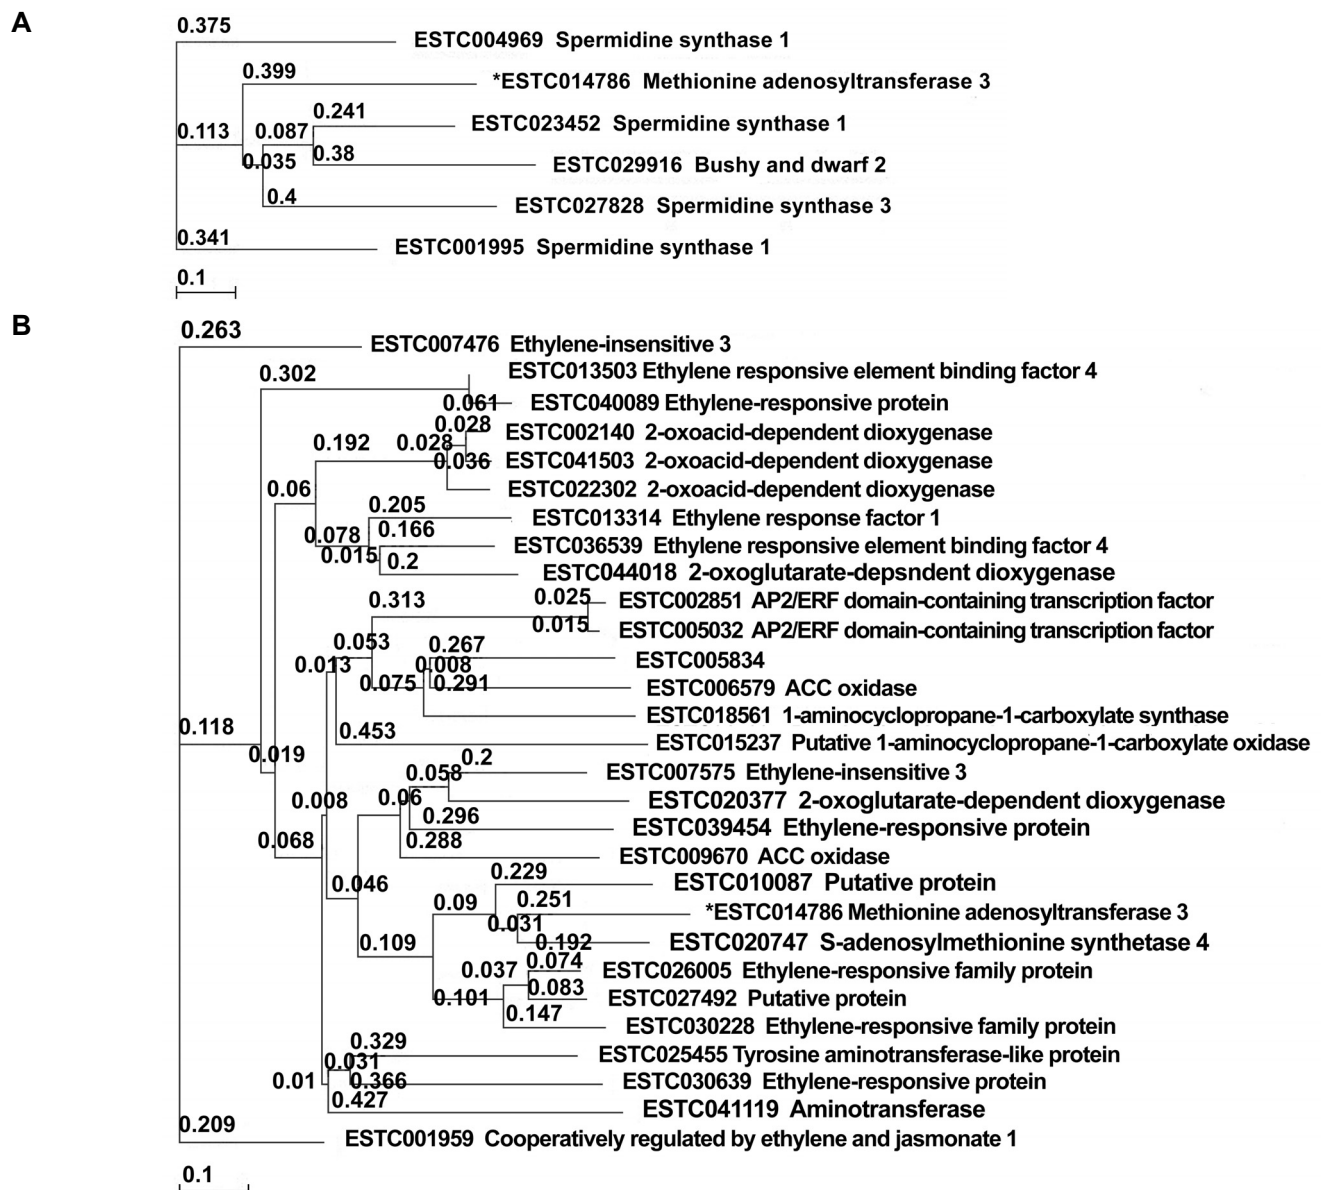 A
0.375
ESTC004969 Spermidine synthase 1
0.399
*ESTC014786 Methionine adenosyltransferase 3
0.241
ESTC023452 Spermidine synthase 1
0.113
0.087
0.38
ESTC029916 Bushy and dwarf 2
0.035
0.4
ESTC027828 Spermidine synthase 3
0.341
ESTC001995 Spermidine synthase 1
0.1
B
0.263
ESTC007476 Ethylene-insensitive 3
0.302
ESTC013503 Ethylene responsive element binding factor 4
0.061
ESTC040089 Ethylene-responsive protein
0.028
ESTC002140 2-oxoacid-dependent dioxygenase
0.192
0.028
0.036
ESTC041503 2-oxoacid-dependent dioxygenase
0.06
ESTC022302 2-oxoacid-dependent dioxygenase
0.205
ESTC013314 Ethylene response factor 1
0.078
0.166
ESTC036539 Ethylene responsive element binding factor 4
0.015
0.2
ESTC044018 2-oxoglutarate-depsndent dioxygenase
0.313
0.025
ESTC002851 AP2/ERF domain-containing transcription factor
0.015
ESTC005032 AP2/ERF domain-containing transcription factor
0.053
0.267
0.013
0.008
ESTC005834
0.075
0.291
ESTC006579 ACC oxidase
ESTC018561 1-aminocyclopropane-1-carboxylate synthase
0.118
0.453
ESTC015237 Putative 1-aminocyclopropane-1-carboxylate oxidase
0.019
0.2
0.058
ESTC007575 Ethylene-insensitive 3
0.008
0.06
ESTC020377 2-oxoglutarate-dependent dioxygenase
0.296
ESTC039454 Ethylene-responsive protein
0.068
0.288
ESTC009670 ACC oxidase
0.229
0.046
ESTC010087 Putative protein
0.09
0.251
*ESTC014786 Methionine adenosyltransferase 3
0.031
0.109
0.192
ESTC020747 S-adenosylmethionine synthetase 4
0.037
0.074
ESTC026005 Ethylene-responsive family protein
0.083
0.101
ESTC027492 Putative protein
0.147
ESTC030228 Ethylene-responsive family protein
0.329
0.031
ESTC025455 Tyrosine aminotransferase-like protein
0.01
0.366
ESTC030639 Ethylene-responsive protein
0.427
ESTC041119 Aminotransferase
0.209
ESTC001959 Cooperatively regulated by ethylene and jasmonate 1
0.1